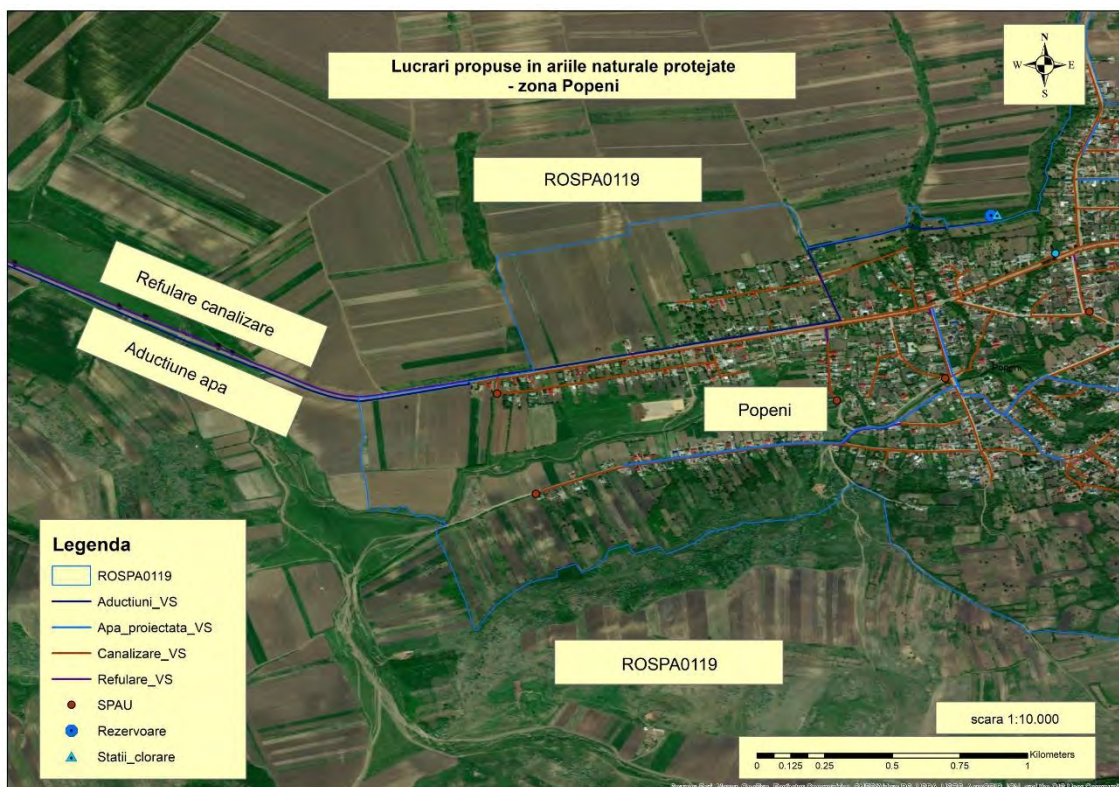 Lucrari propuse in ariile naturale protejate
- zona Popeni
N
W
E
S
ROSPA0119
Refulare canalizare
Aductiune apa
Popeni
Popeni
ROSPA0119
Legenda
ROSPA0119
Aductiuni_VS
Apa_proiectata_VS
Canalizare_VS
Refulare_VS
SPAU
Rezervoare
Statii_clorare
scara 1:10.000
Kilometers
0 0.125 0.25 0.5 0.75 1